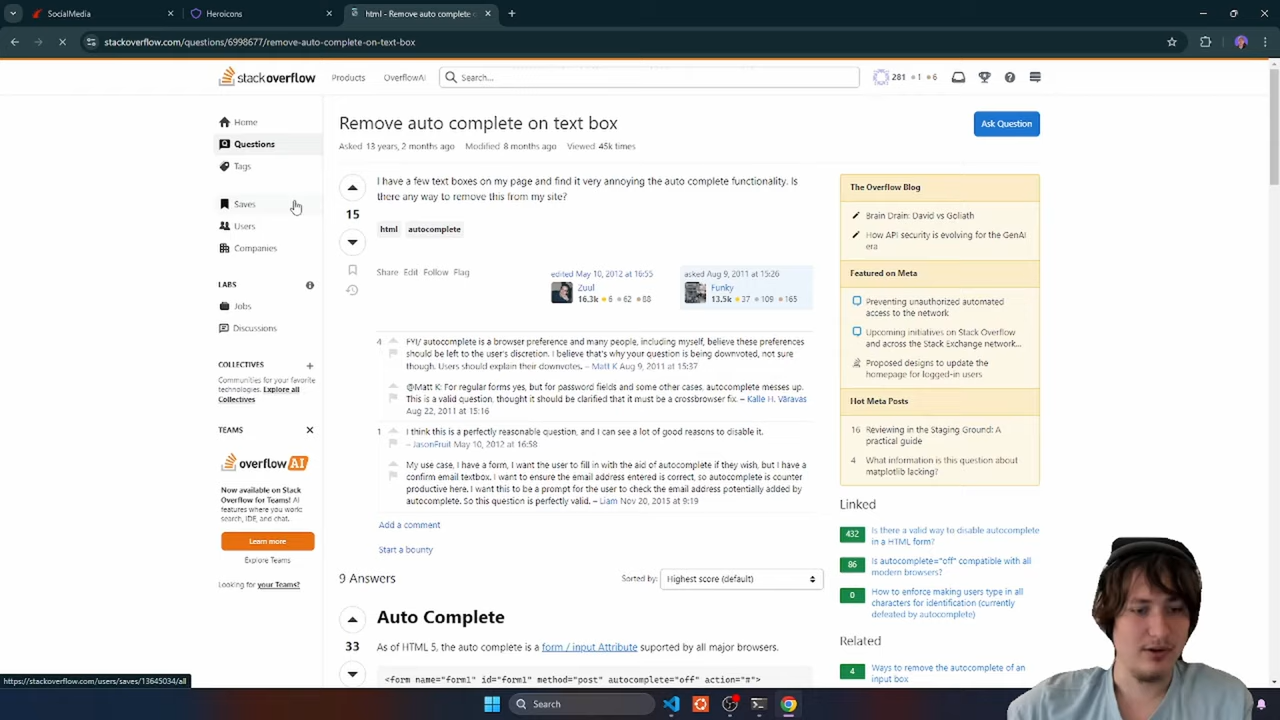 SocialMedia
Heroicons
html - Remove auto complete
stackoverflow.com/questions/6998677/remove-auto-complete-on-text-box
stackoverflow
Products
OverflowAI
Search...
281 1 6
Home
Questions
Tags
Saves
Users
Companies
LABS
Jobs
Discussions
COLLECTIVES
Communities for your favorite
technologies. Explore all
Collectives
TEAMS
overflow AI
Now available on Stack
Overflow for Teams! AI
features where you work:
search, IDE, and chat.
Learn more
Explore Teams
Looking for your Teams?
Remove auto complete on text box
Asked 13 years, 2 months ago Modified 8 months ago Viewed 45k times
Ask Question
15
I have a few text boxes on my page and find it very annoying the auto complete functionality. Is
there any way to remove this from my site?
html autocomplete
Share Edit Follow Flag
edited May 10, 2012 at 16:55
Zuul
16.3k 6 62 88
asked Aug 9, 2011 at 15:26
Funky
13.5k 37 109 165
4 FYI/ autocomplete is a browser preference and many people, including myself, believe these preferences
should be left to the user's discretion. I believe that's why your question is being downvoted, not sure
though. Users should explain their downvotes. – Matt K Aug 9, 2011 at 15:37
@Matt K: For regular forms yes, but for password fields and some other cases, autocomplete messes up.
This is a valid question, thought it should be clarified that it must be a crossbrowser fix. – Kalle H. Väravas
Aug 22, 2011 at 15:16
1 I think this is a perfectly reasonable question, and I can see a lot of good reasons to disable it.
– JasonFruit May 10, 2012 at 16:58
My use case, I have a form, I want the user to fill in with the aid of autocomplete if they wish, but I have a
confirm email textbox. I want to ensure the email address entered is correct, so autocomplete is counter
productive here. I want this to be a prompt for the user to check the email address potentially added by
autocomplete. So this question is perfectly valid. – Liam Nov 20, 2015 at 9:19
Add a comment
Start a bounty
9 Answers
Sorted by: Highest score (default)
33
Auto Complete
As of HTML 5, the auto complete is a form / input Attribute suported by all major browsers.
<form name="form1" id="form1" method="post" autocomplete="off" action="#">
The Overflow Blog
Brain Drain: David vs Goliath
How API security is evolving for the GenAI
era
Featured on Meta
Preventing unauthorized automated
access to the network
Upcoming initiatives on Stack Overflow
and across the Stack Exchange network...
Proposed designs to update the
homepage for logged-in users
Hot Meta Posts
16 Reviewing in the Staging Ground: A
practical guide
4 What information is this question about
matplotlib lacking?
Linked
432 Is there a valid way to disable autocomplete
in a HTML form?
86 Is autocomplete="off" compatible with all
modern browsers?
0 How to enforce making users type in all
characters for identification (currently
defeated by autocomplete)
Related
4 Ways to remove the autocomplete of an
input box
https://stackoverflow.com/users/saves/13645034/all
Search